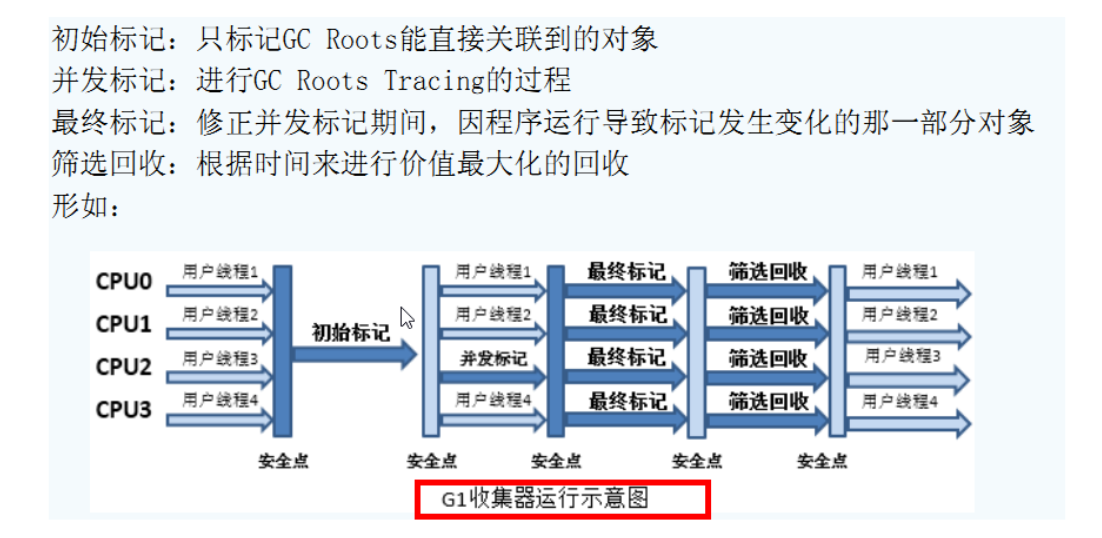 初始标记：只标记GC Roots能直接关联到的对象
并发标记：进行GC Roots Tracing的过程
最终标记：修正并发标记期间，因程序运行导致标记发生变化的那一部分对象
筛选回收：根据时间来进行价值最大化的回收
形如：
CPU0 用户线程1 用户线程1 最终标记 筛选回收 用户线程1
CPU1 用户线程2 用户线程2 最终标记 筛选回收 用户线程2
初始标记
CPU2 用户线程3 并发标记 最终标记 筛选回收 用户线程3
CPU3 用户线程4 用户线程4 最终标记 筛选回收 用户线程4
安全点 安全点 安全点 安全点 安全点
G1收集器运行示意图